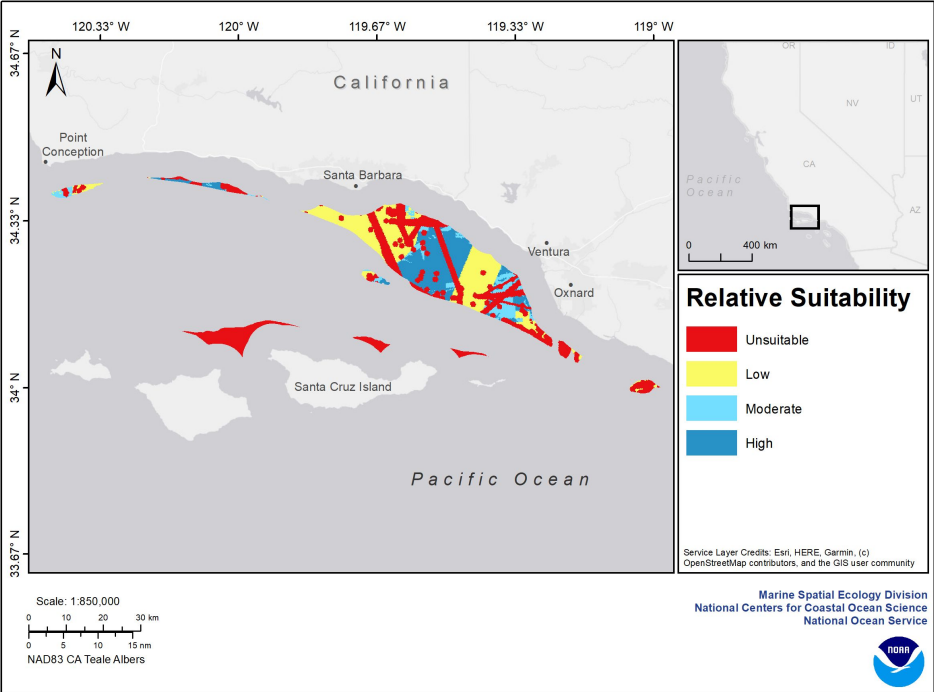 120.33° W
120° W
119.67° W
119.33° W
119° W
34.67° N
34.33° N
34° N
33.67° N
N
California
Point
Conception
Santa Barbara
Ventura
Oxnard
Santa Cruz Island
Pacific Ocean
OR
ID
NV
UT
CA
AZ
Pacific
Ocean
0 400 km
Relative Suitability
Unsuitable
Low
Moderate
High
Service Layer Credits: Esri, HERE, Garmin, (c)
OpenStreetMap contributors, and the GIS user community
Scale: 1:850,000
0 10 20 30 km
0 5 10 15 nm
NAD83 CA Teale Albers
Marine Spatial Ecology Division
National Centers for Coastal Ocean Science
National Ocean Service
NOAA